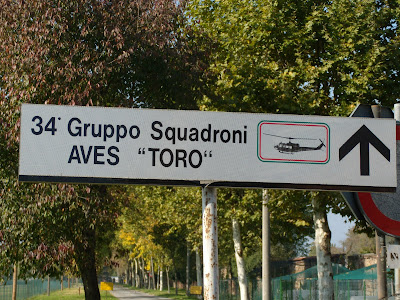 34° Gruppo Squadroni
AVES "TORO"